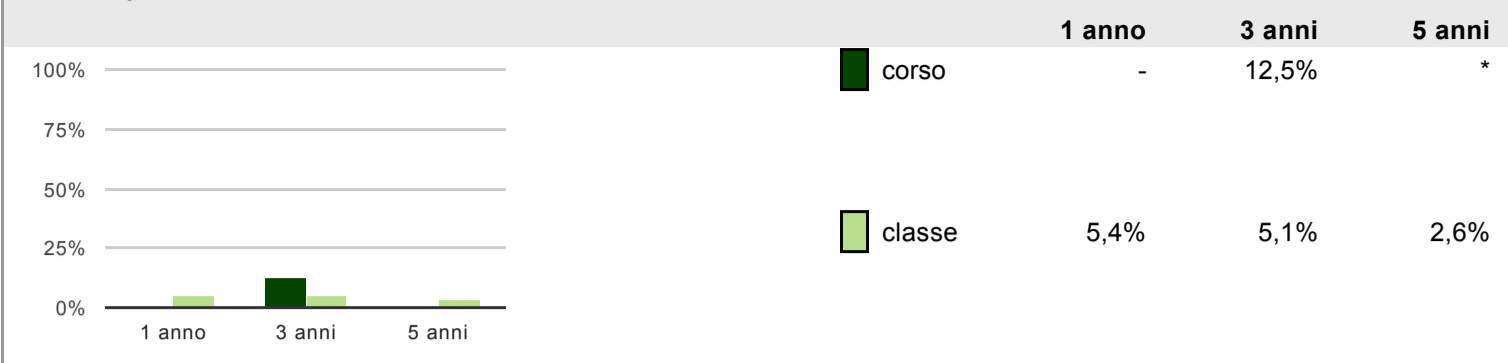 1 anno 3 anni 5 anni
100%
75%
50%
25%
0%
1 anno 3 anni 5 anni
corso - 12,5% *
classe 5,4% 5,1% 2,6%